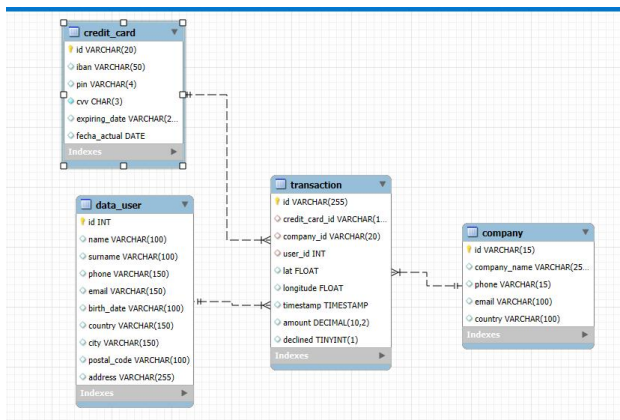 credit_card
id VARCHAR(20)
iban VARCHAR(50)
pin VARCHAR(4)
cvv CHAR(3)
expiring_date VARCHAR(2...
fecha_actual DATE
Indexes
data_user
id INT
name VARCHAR(100)
surname VARCHAR(100)
phone VARCHAR(150)
email VARCHAR(150)
birth_date VARCHAR(100)
country VARCHAR(150)
city VARCHAR(150)
postal_code VARCHAR(100)
address VARCHAR(255)
Indexes
transaction
id VARCHAR(255)
credit_card_id VARCHAR(1...
company_id VARCHAR(20)
user_id INT
lat FLOAT
longitude FLOAT
timestamp TIMESTAMP
amount DECIMAL(10,2)
declined TINYINT(1)
Indexes
company
id VARCHAR(15)
company_name VARCHAR(25...
phone VARCHAR(15)
email VARCHAR(100)
country VARCHAR(100)
Indexes